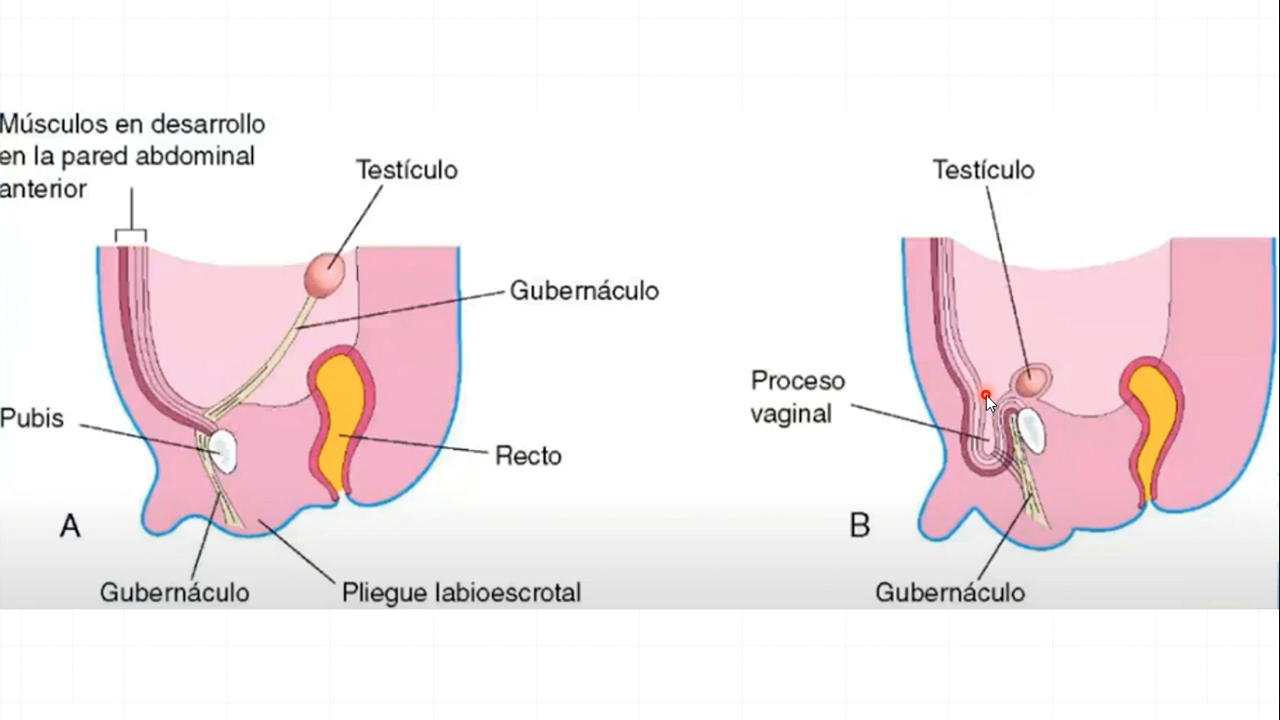 Músculos en desarrollo
en la pared abdominal
anterior
Testículo
Gubernáculo
Pubis
Recto
A
Gubernáculo
Pliegue labioescrotal
Testículo
Proceso
vaginal
B
Gubernáculo